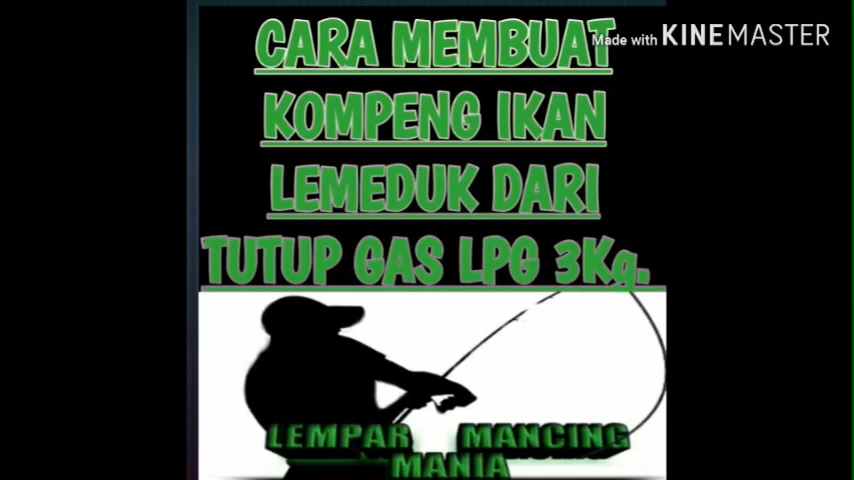 CARA MEMBUAT
Made with KINEMASTER
KOMPENG IKAN
LEMEDUK DARI
TUTUP GAS LPG 3Kg.
LEMPAR MANCING
MANIA